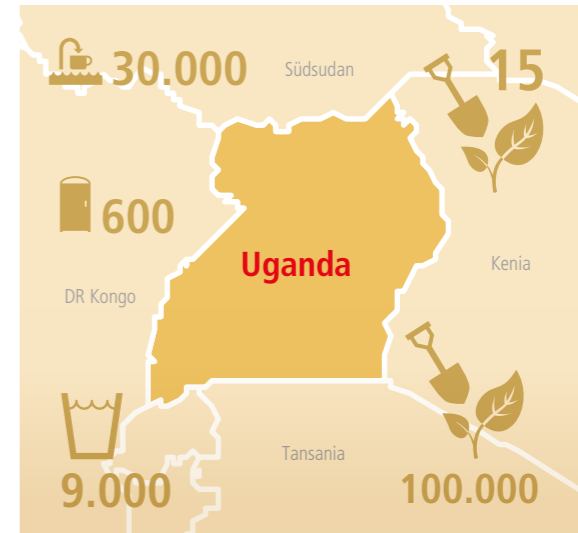 30.000
Südsudan
15
600
Uganda
Kenia
DR Kongo
Tansania
9.000
100.000